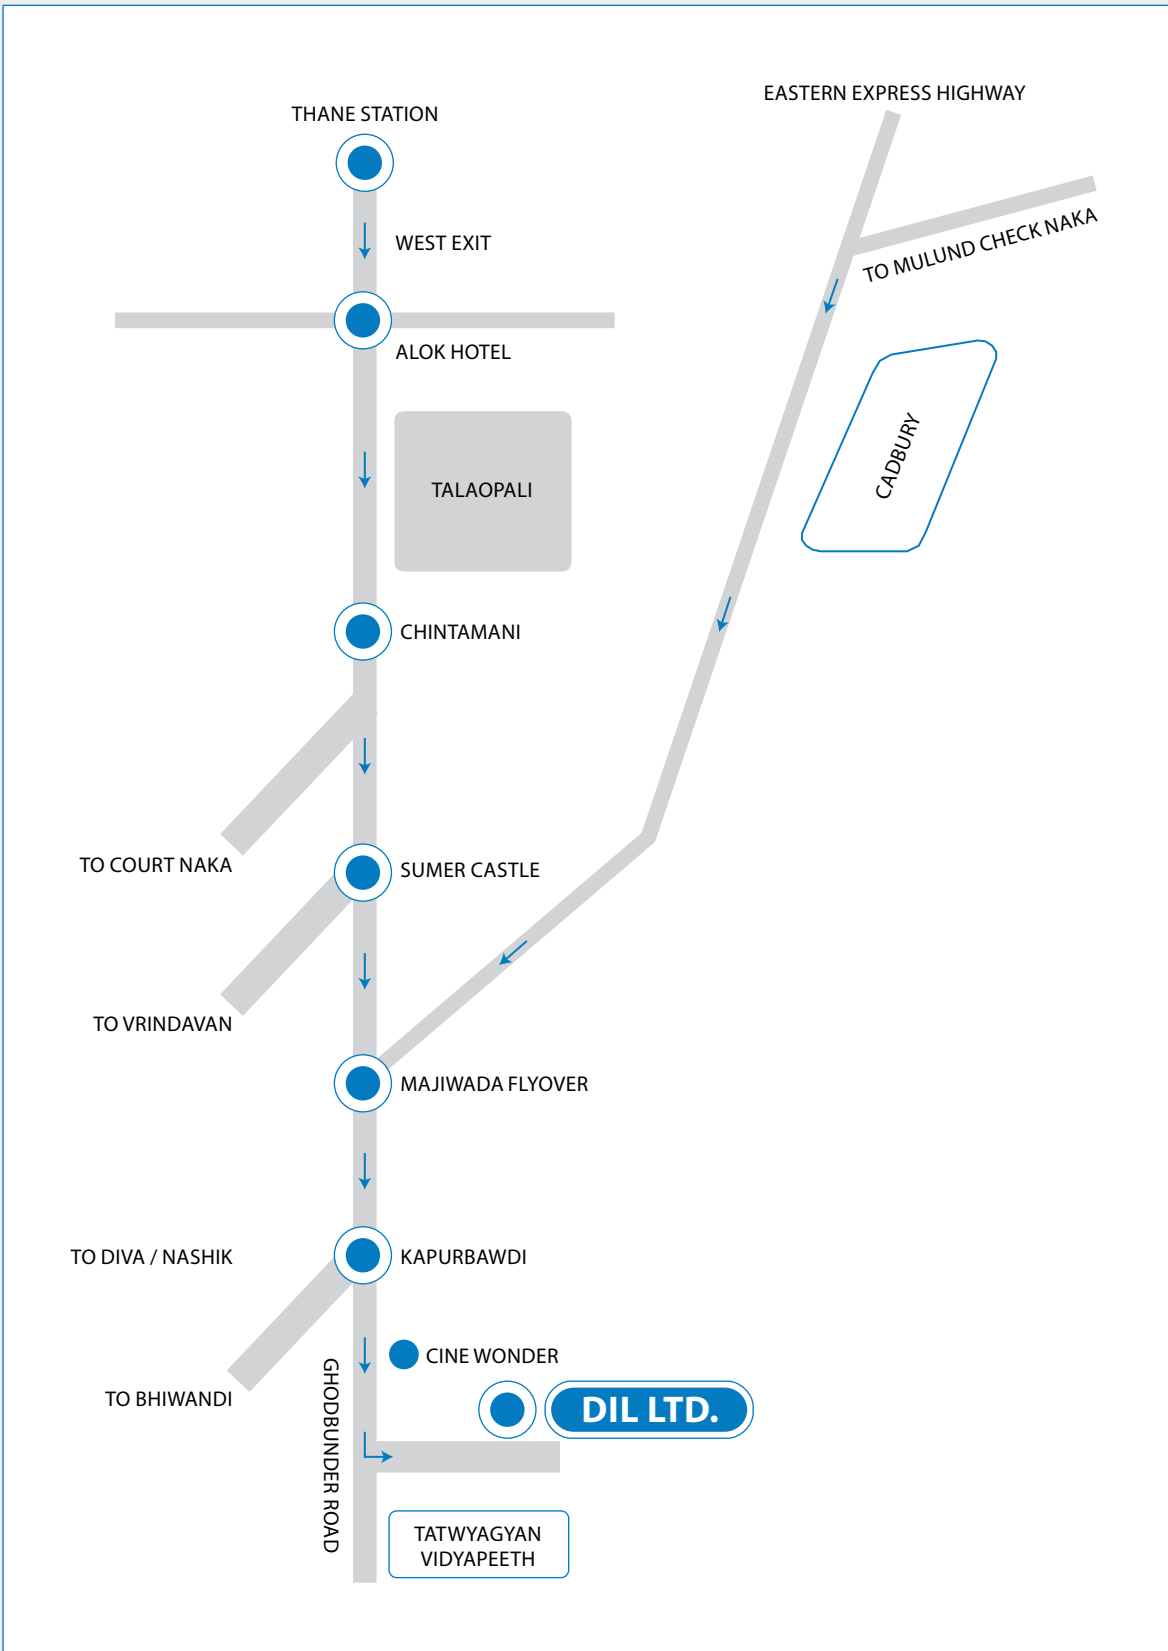 EASTERN EXPRESS HIGHWAY
THANE STATION
TO MULUND CHECK NAKA
WEST EXIT
ALOK HOTEL
CADBURY
TALAOPALI
CHINTAMANI
TO COURT NAKA
SUMER CASTLE
TO VRINDAVAN
MAJIWADA FLYOVER
TO DIVA / NASHIK
KAPURBAWDI
CINE WONDER
TO BHIWANDI
GHODBUNDER ROAD
DIL LTD.
TATWYAGYAN
VIDYAPEETH